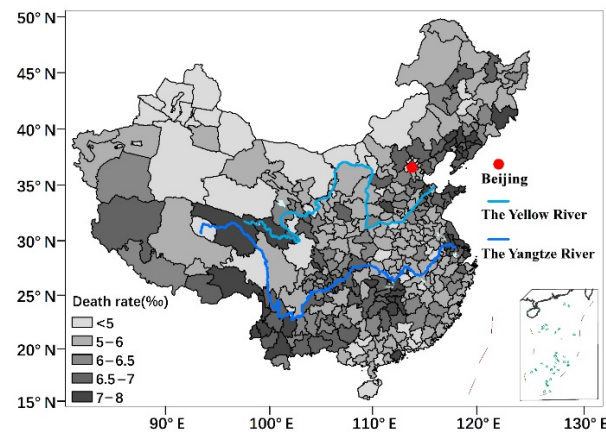 50° N
45° N
40° N
35° N
30° N
25° N
20° N
15° N
90° E
100° E
110° E
120° E
130° E
Beijing
The Yellow River
The Yangtze River
Death rate(‰)
<5
5−6
6−6.5
6.5−7
7−8